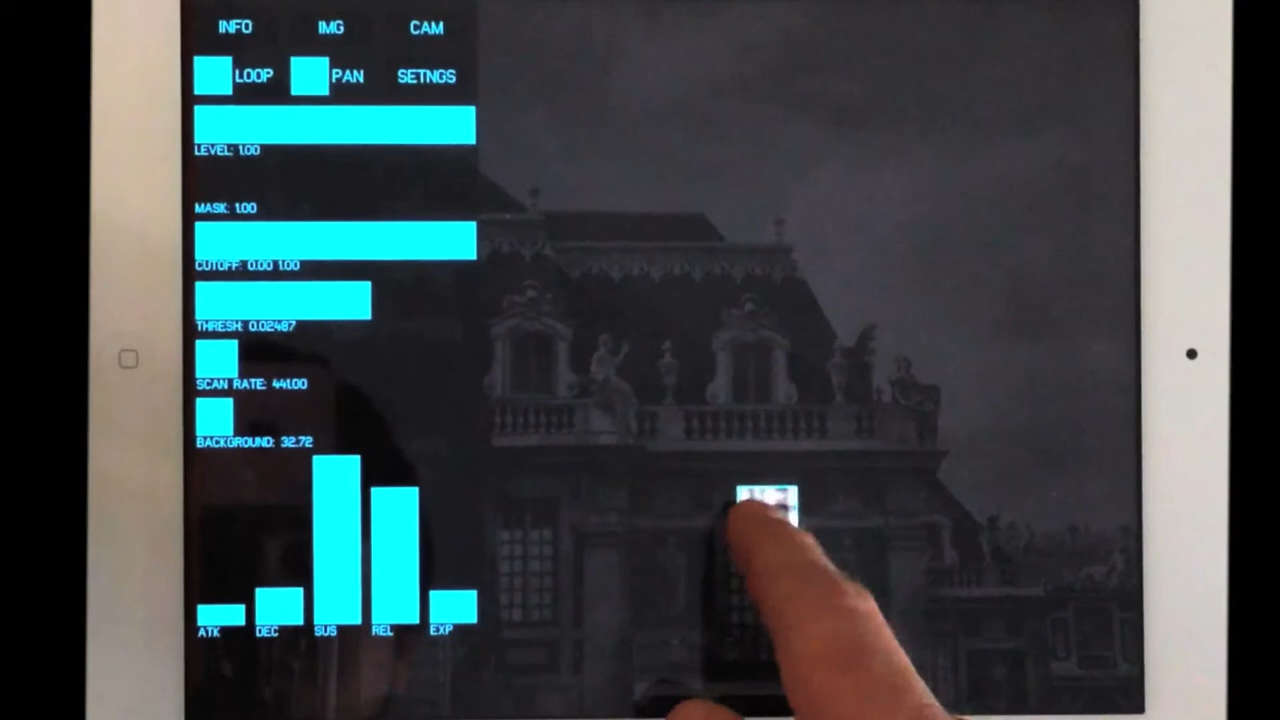 INFO IMG CAM
LOOP PAN SETNGS
LEVEL: 1.00
MASK: 1.00
CUTOFF: 0.00 1.00
THRESH: 0.02487
SCAN RATE: 441.00
BACKGROUND: 32.72
ATK DEC SUS REL EXP